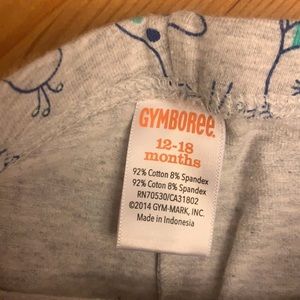 GYMBOREE.
12-18
months
92% Cotton 8% Spandex
92% Coton 8% Spandex
RN70530/CA31802
©2014 GYM-MARK, INC.
Made in Indonesia